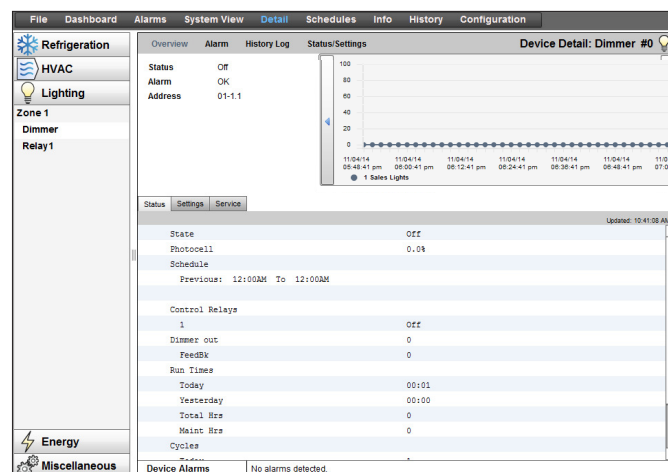 File Dashboard Alarms System View Detail Schedules Info History Configuration
Refrigeration
HVAC
Lighting
Zone 1
Dimmer
Relay1
Energy
Miscellaneous
Overview Alarm History Log Status/Settings Device Detail: Dimmer #0
Status Off
Alarm OK
Address 01-1.1
100
80
60
40
20
0
11/04/14 11/04/14 11/04/14 11/04/14 11/04/14 11/04/14 11/0
05:48:41 pm 06:00:41 pm 06:12:41 pm 06:24:41 pm 06:36:41 pm 06:48:41 pm 07:0
1 Sales Lights
Status Settings Service
Updated: 10:41:08 AM
State Off
Photocell 0.0%
Schedule
Previous: 12:00AM To 12:00AM
Control Relays
1 Off
Dimmer out 0
FeedBk 0
Run Times
Today 00:01
Yesterday 00:00
Total Hrs 0
Maint Hrs 0
Cycles
Today 1
Device Alarms No alarms detected.